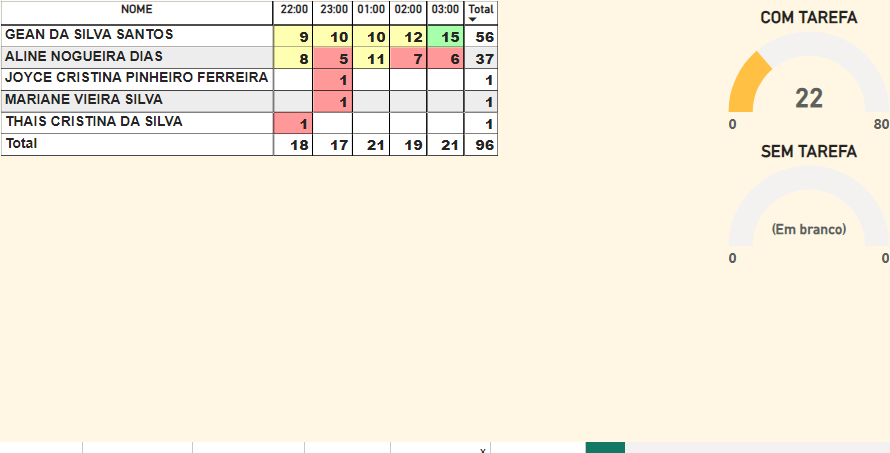 NOME 22:00 23:00 01:00 02:00 03:00 Total
GEAN DA SILVA SANTOS 9 10 10 12 15 56
ALINE NOGUEIRA DIAS 8 5 11 7 6 37
JOYCE CRISTINA PINHEIRO FERREIRA 1 1
MARIANE VIEIRA SILVA 1 1
THAIS CRISTINA DA SILVA 1 1
Total 18 17 21 19 21 96
COM TAREFA
22
0 80
SEM TAREFA
(Em branco)
0 0
x